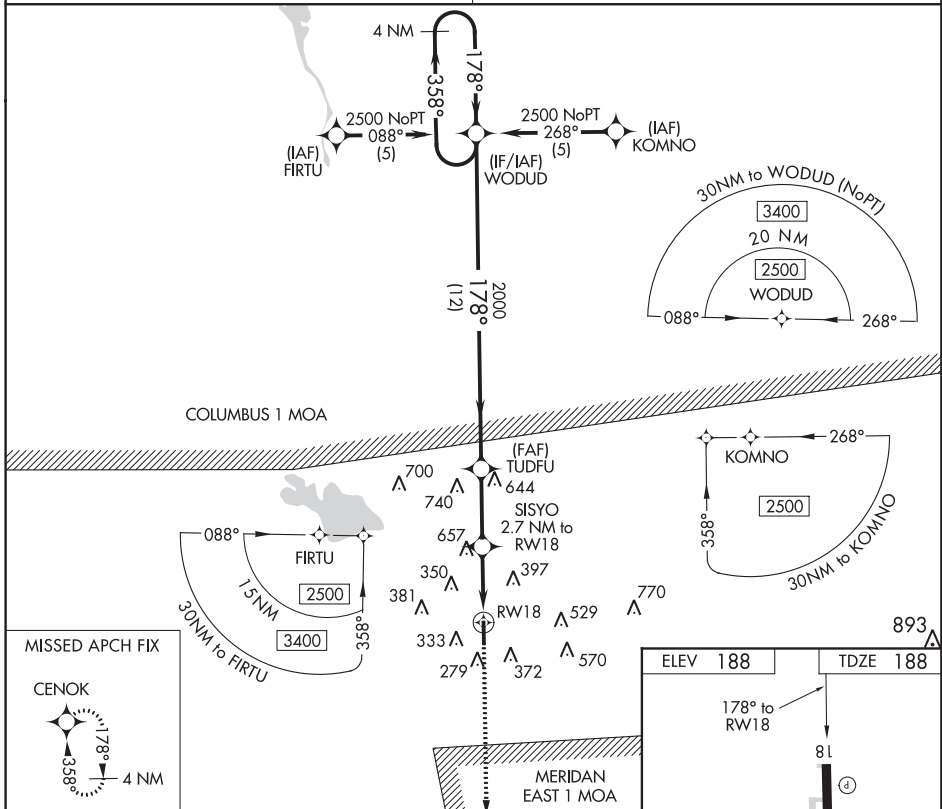 4 NM
178°
358°
2500 NoPT
088°
(5)
(IAF)
FIRTU
2500 NoPT
268°
(5)
(IAF)
KOMNO
(IF/IAF)
WODUD
30NM to WODUD (NoPT)
3400
20 NM
2500
WODUD
088°
268°
2000
178°
(12)
COLUMBUS 1 MOA
(FAF)
TUDFU
700
740
644
SISYO
2.7 NM to
RW18
657
350
397
381
RW18
529
770
333
279
372
570
893
268°
KOMNO
358°
2500
30NM to KOMNO
088°
FIRTU
2500
15NM
3400
358°
30NM to FIRTU
MISSED APCH FIX
CENOK
178°
358°
4 NM
MERIDIAN
EAST 1 MOA
ELEV 188
TDZE 188
178° to
RW18
18
P